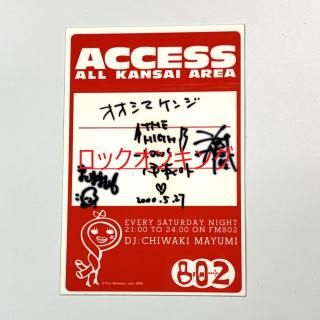 ACCESS
ALL KANSAI AREA
オオシマケンジ
THE
HIGH
LOWS
ロックオンキング
2000.5.27
EVERY SATURDAY NIGHT
21:00 TO 24:00 ON FM802
DJ:CHIWAKI MAYUMI
802